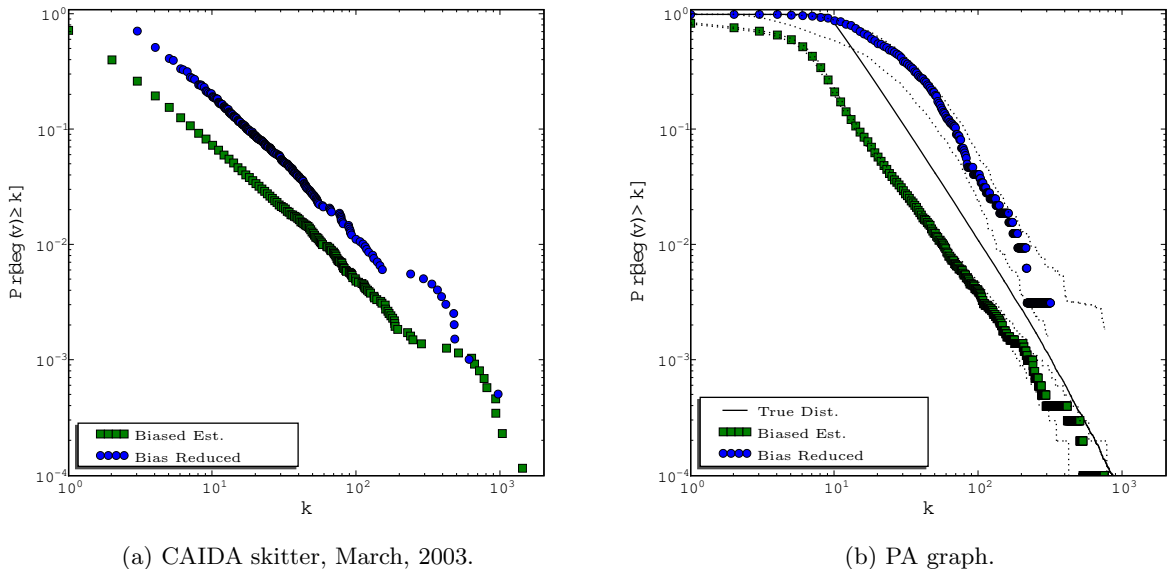 10^0
10^-1
10^-2
10^-3
10^-4
Pr[deg(v)≥k]
Biased Est.
Bias Reduced
10^0
10^1
10^2
10^3
k
(a) CAIDA skitter, March, 2003.
10^0
10^-1
10^-2
10^-3
10^-4
Pr[deg(v)>k]
True Dist.
Biased Est.
Bias Reduced
10^0
10^1
10^2
10^3
k
(b) PA graph.